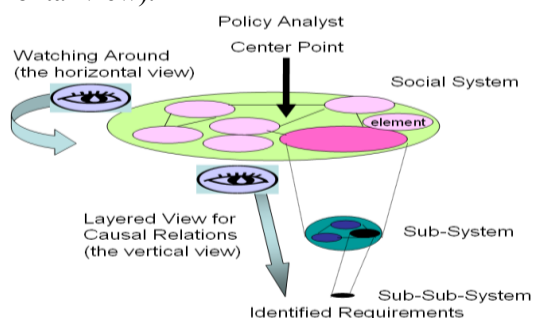 Policy Analyst
Center Point
Watching Around
(the horizontal view)
Social System
element
Layered View for
Causal Relations
(the vertical view)
Sub-System
Sub-Sub-System
Identified Requirements